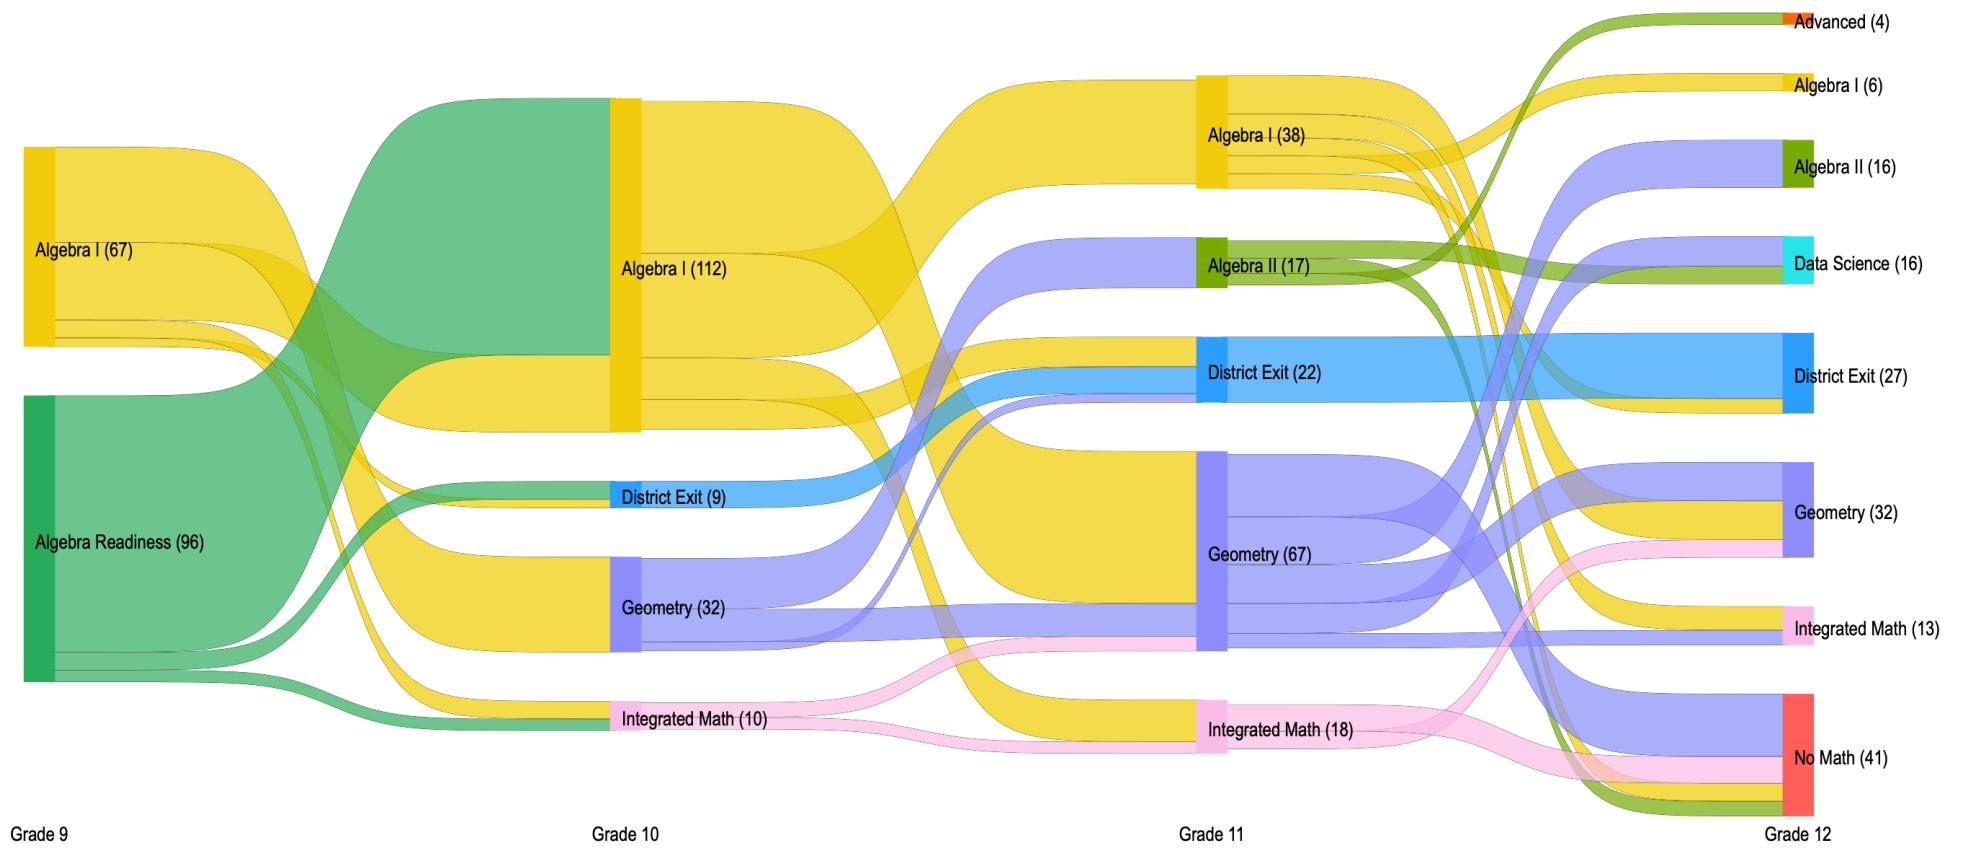 Algebra I (67)
Algebra Readiness (96)
Algebra I (112)
District Exit (9)
Geometry (32)
Integrated Math (10)
Algebra I (38)
Algebra II (17)
District Exit (22)
Geometry (67)
Integrated Math (18)
Advanced (4)
Algebra I (6)
Algebra II (16)
Data Science (16)
District Exit (27)
Geometry (32)
Integrated Math (13)
No Math (41)
Grade 9
Grade 10
Grade 11
Grade 12